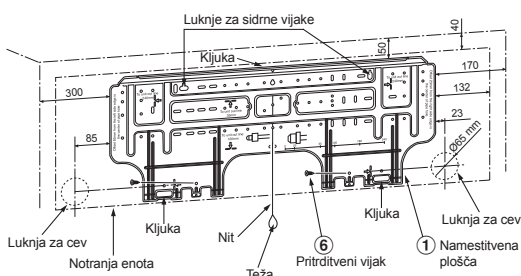 Luknje za sidrne vijake
Kljuka
40
50
170
300
132
85
23
Ø65 mm
Kljuka
Kljuka
Luknja za cev
Luknja za cev
Nit
6
Pritrditveni vijak
1 Namestitvena
plošča
Notranja enota
Teža